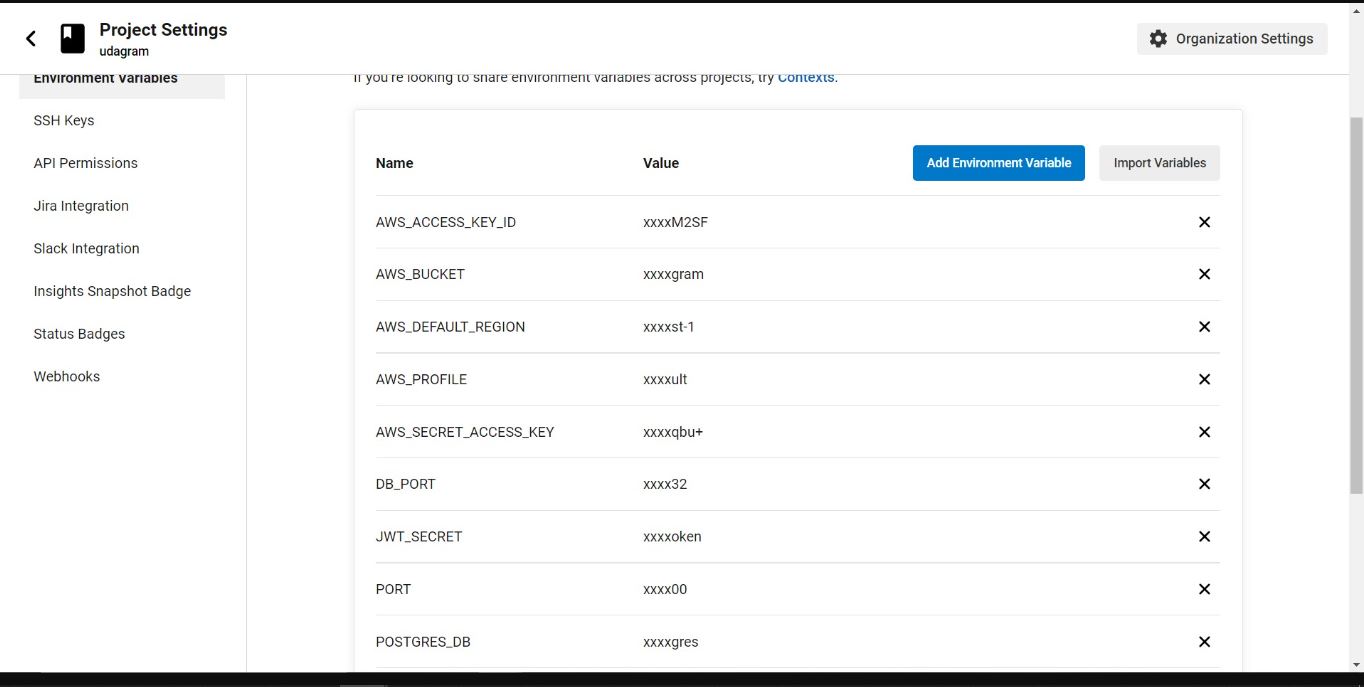 Project Settings
udagram
Organization Settings
Environment Variables
SSH Keys
API Permissions
Jira Integration
Slack Integration
Insights Snapshot Badge
Status Badges
Webhooks
If you're looking to share environment variables across projects, try Contexts.
Name Value Add Environment Variable Import Variables
AWS_ACCESS_KEY_ID xxxxM2SF
AWS_BUCKET xxxxgram
AWS_DEFAULT_REGION xxxxst-1
AWS_PROFILE xxxxult
AWS_SECRET_ACCESS_KEY xxxxqbu+
DB_PORT xxxx32
JWT_SECRET xxxxoken
PORT xxxx00
POSTGRES_DB xxxxgres